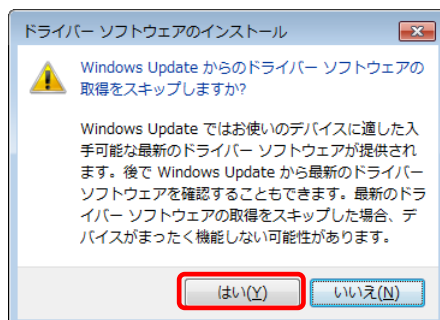 ドライバー ソフトウェアのインストール
Windows Update からのドライバー ソフトウェアの
取得をスキップしますか?
Windows Update ではお使いのデバイスに適した入
手可能な最新のドライバー ソフトウェアが提供され
ます。後で Windows Update から最新のドライバー
ソフトウェアを確認することもできます。最新のドラ
イバー ソフトウェアの取得をスキップした場合、デ
バイスがまったく機能しない可能性があります。
はい(Y)
いいえ(N)